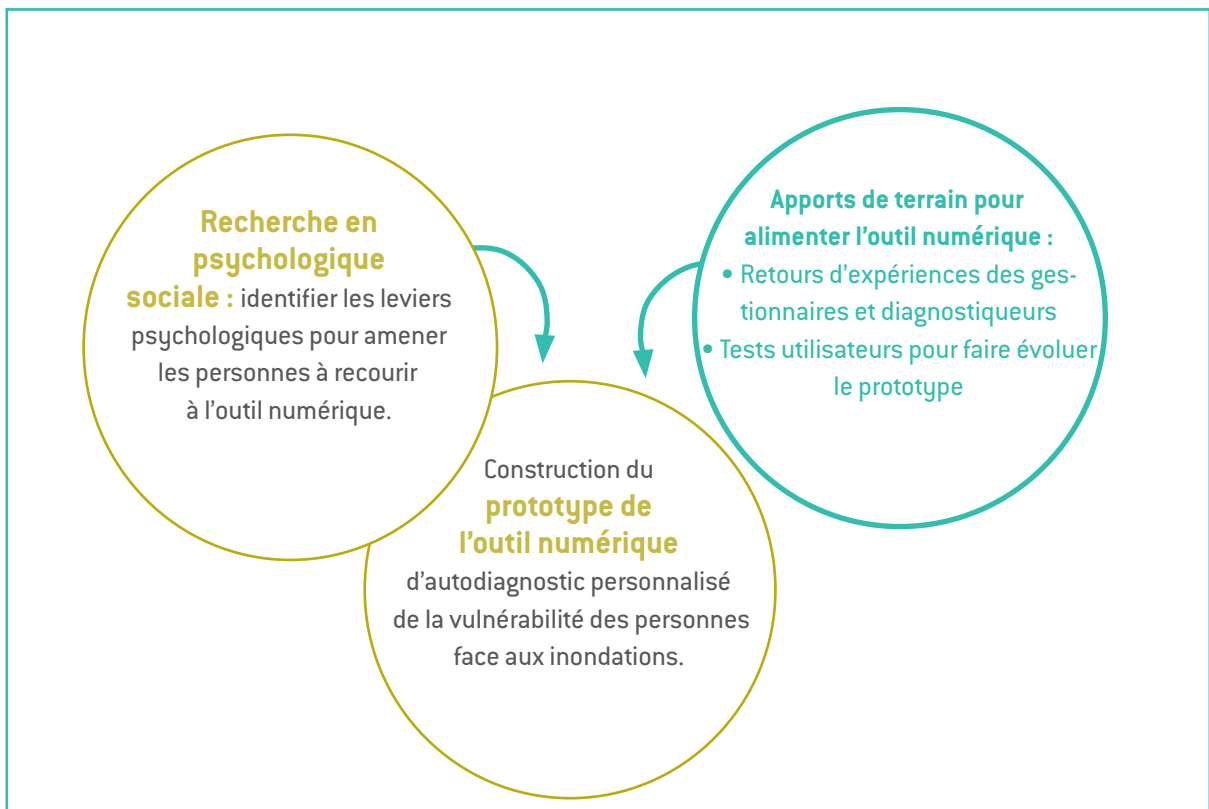 Recherche en
psychologique
sociale : identifier les leviers
psychologiques pour amener
les personnes à recourir
à l’outil numérique.
Apports de terrain pour
alimenter l’outil numérique :
• Retours d’expériences des ges-
tionnaires et diagnostiqueurs
• Tests utilisateurs pour faire évoluer
le prototype
Construction du
prototype de
l’outil numérique
d’autodiagnostic personnalisé
de la vulnérabilité des personnes
face aux inondations.